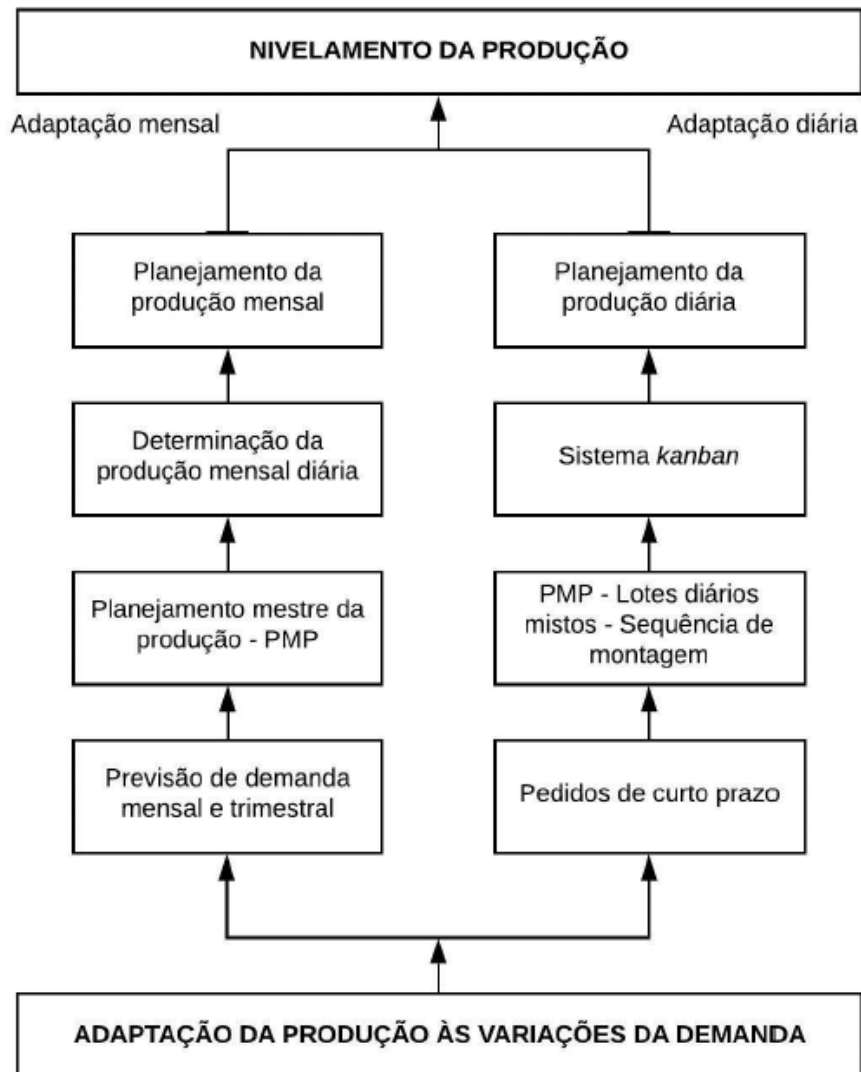 NIVELAMENTO DA PRODUÇÃO
Adaptação mensal
Adaptação diária
Planejamento da
produção mensal
Planejamento da
produção diária
Determinação da
produção mensal diária
Sistema kanban
Planejamento mestre da
produção - PMP
PMP - Lotes diários
mistos - Sequência de
montagem
Previsão de demanda
mensal e trimestral
Pedidos de curto prazo
ADAPTAÇÃO DA PRODUÇÃO ÀS VARIAÇÕES DA DEMANDA